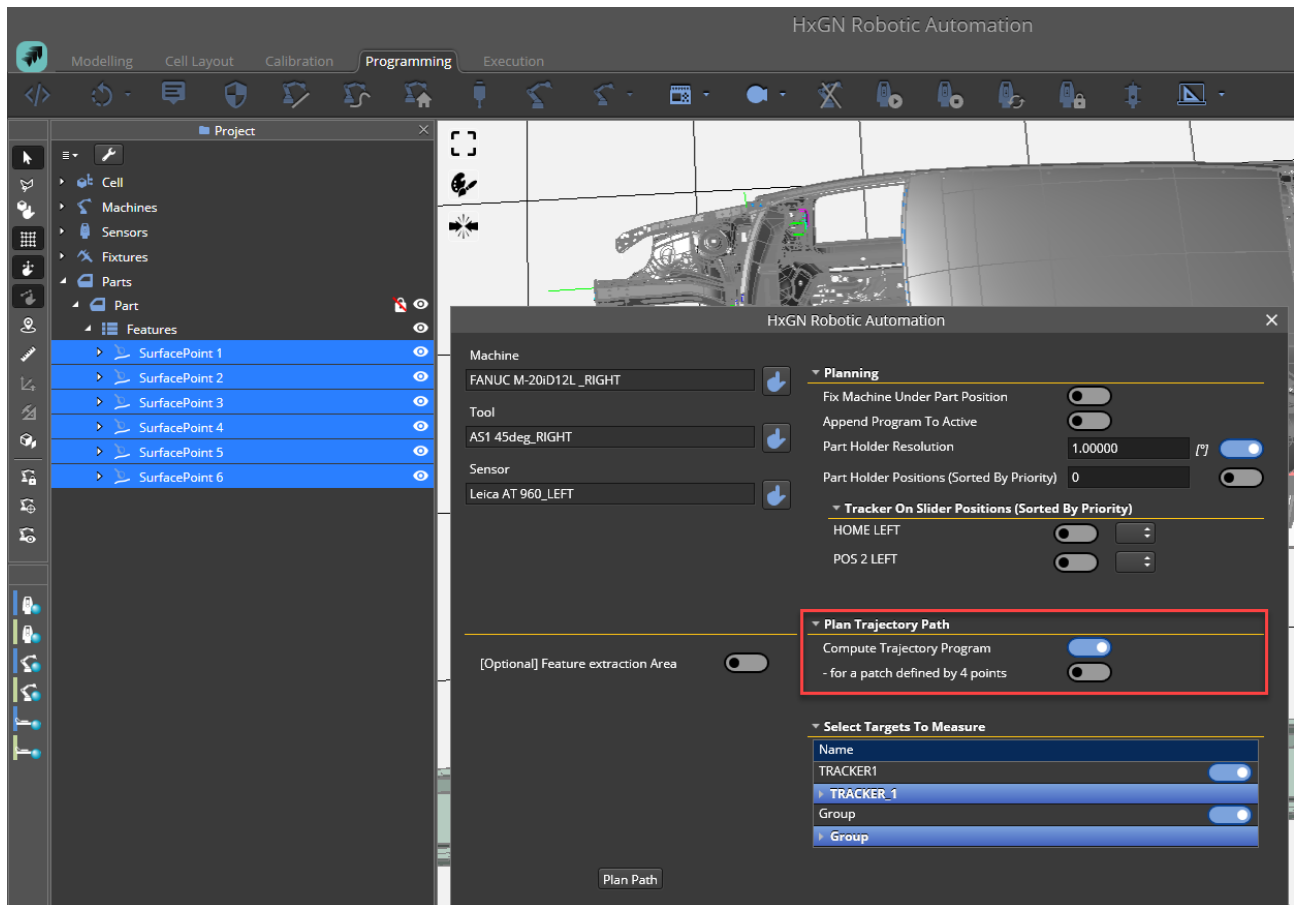 HxGN Robotic Automation
Modelling Cell Layout Calibration Programming Execution
Project
Cell
Machines
Sensors
Fixtures
Parts
Part
Features
SurfacePoint 1
SurfacePoint 2
SurfacePoint 3
SurfacePoint 4
SurfacePoint 5
SurfacePoint 6
HxGN Robotic Automation
Machine
FANUC M-20iD12L _RIGHT
Tool
AS1 45deg_RIGHT
Sensor
Leica AT 960_LEFT
[Optional] Feature extraction Area
Planning
Fix Machine Under Part Position
Append Program To Active
Part Holder Resolution 1.00000 [°]
Part Holder Positions (Sorted By Priority) 0
Tracker On Slider Positions (Sorted By Priority)
HOME LEFT
POS 2 LEFT
Plan Trajectory Path
Compute Trajectory Program
- for a patch defined by 4 points
Select Targets To Measure
Name
TRACKER1
TRACKER_1
Group
Group
Plan Path